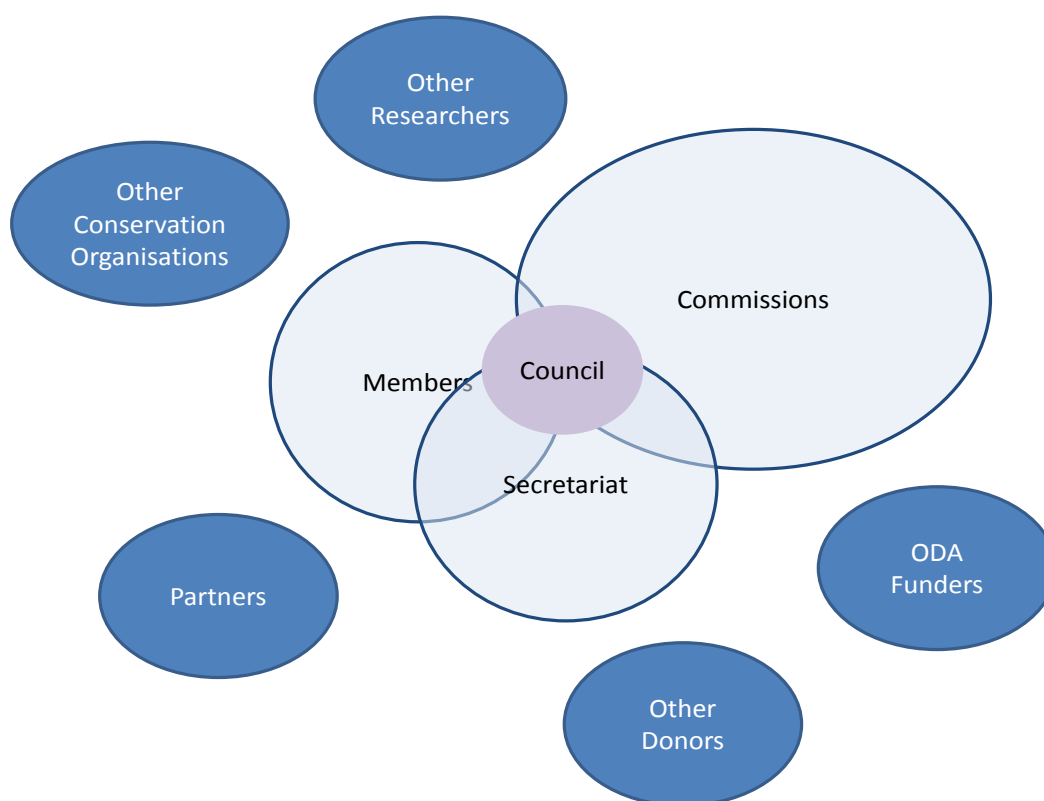 Other
Researchers
Other
Conservation
Organisations
Commissions
Council
Members
Secretariat
ODA
Funders
Partners
Other
Donors